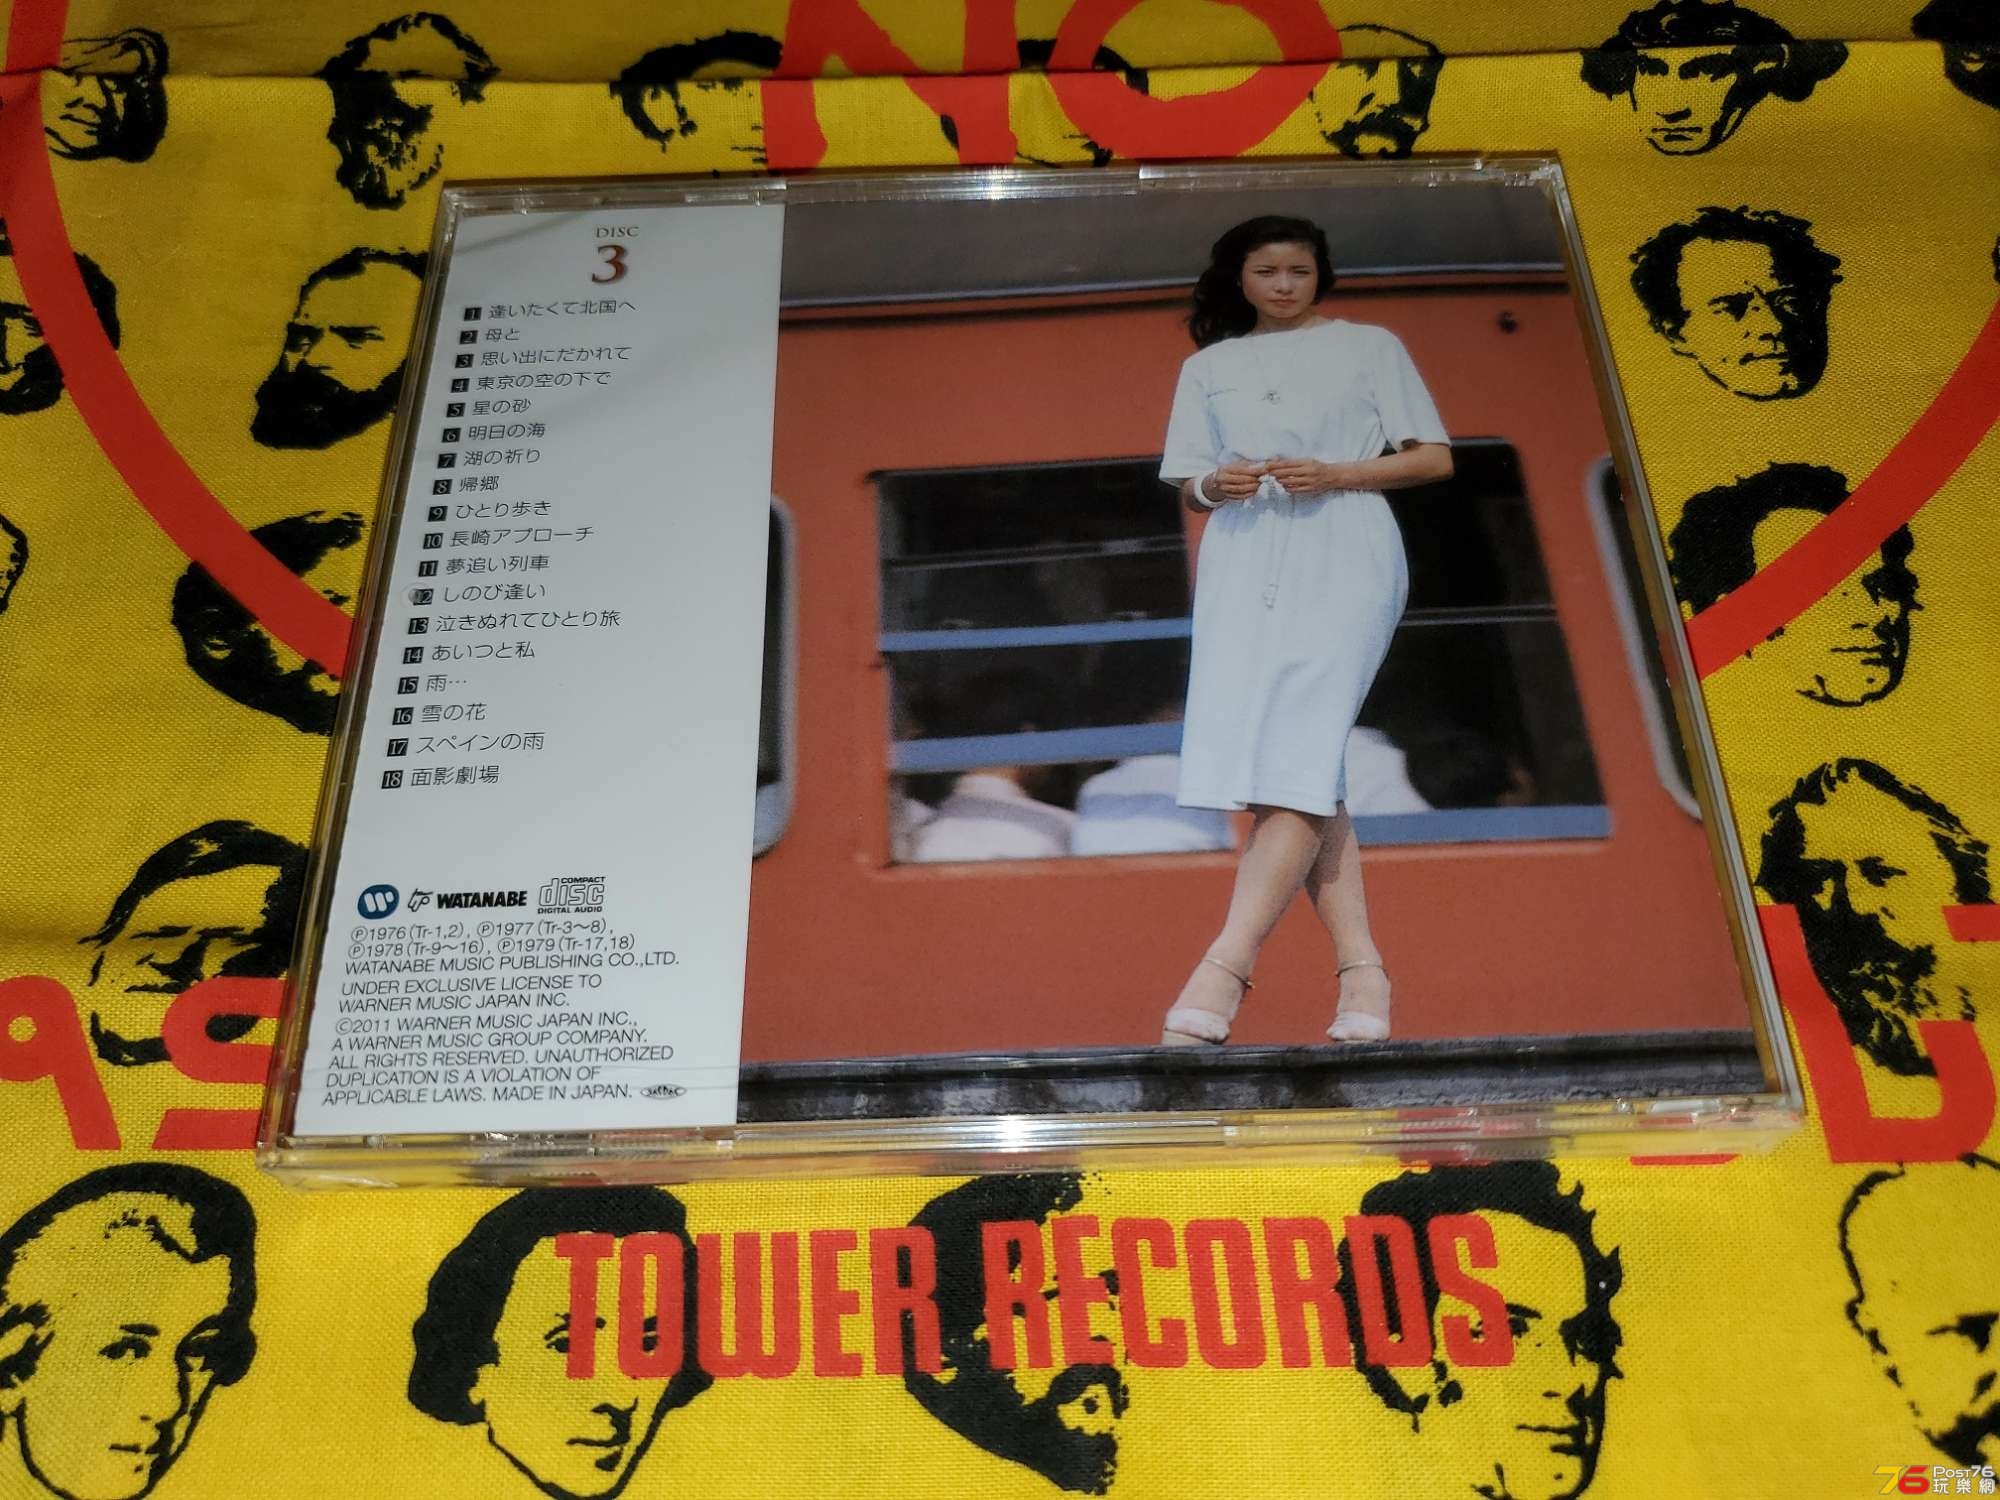 NO
DISC
3
1 逢いたくて北国へ
2 母と
3 思い出にだかれて
4 東京の空の下で
5 星の砂
6 明日の海
7 湖の祈り
8 帰郷
9 ひとり歩き
10 長崎アプローチ
11 夢追い列車
12 しのび逢い
13 泣きぬれてひとり旅
14 あいつと私
15 雨…
16 雪の花
17 スペインの雨
18 面影劇場
WATANABE COMPACT disc DIGITAL AUDIO
Ⓟ1976 (Tr-1,2), Ⓟ1977 (Tr-3〜8),
Ⓟ1978 (Tr-9〜16), Ⓟ1979 (Tr-17,18)
WATANABE MUSIC PUBLISHING CO.,LTD.
UNDER EXCLUSIVE LICENSE TO
WARNER MUSIC JAPAN INC.
©2011 WARNER MUSIC JAPAN INC.,
A WARNER MUSIC GROUP COMPANY.
ALL RIGHTS RESERVED. UNAUTHORIZED
DUPLICATION IS A VIOLATION OF
APPLICABLE LAWS. MADE IN JAPAN.
TOWER RECORDS
76 POST76
玩樂網